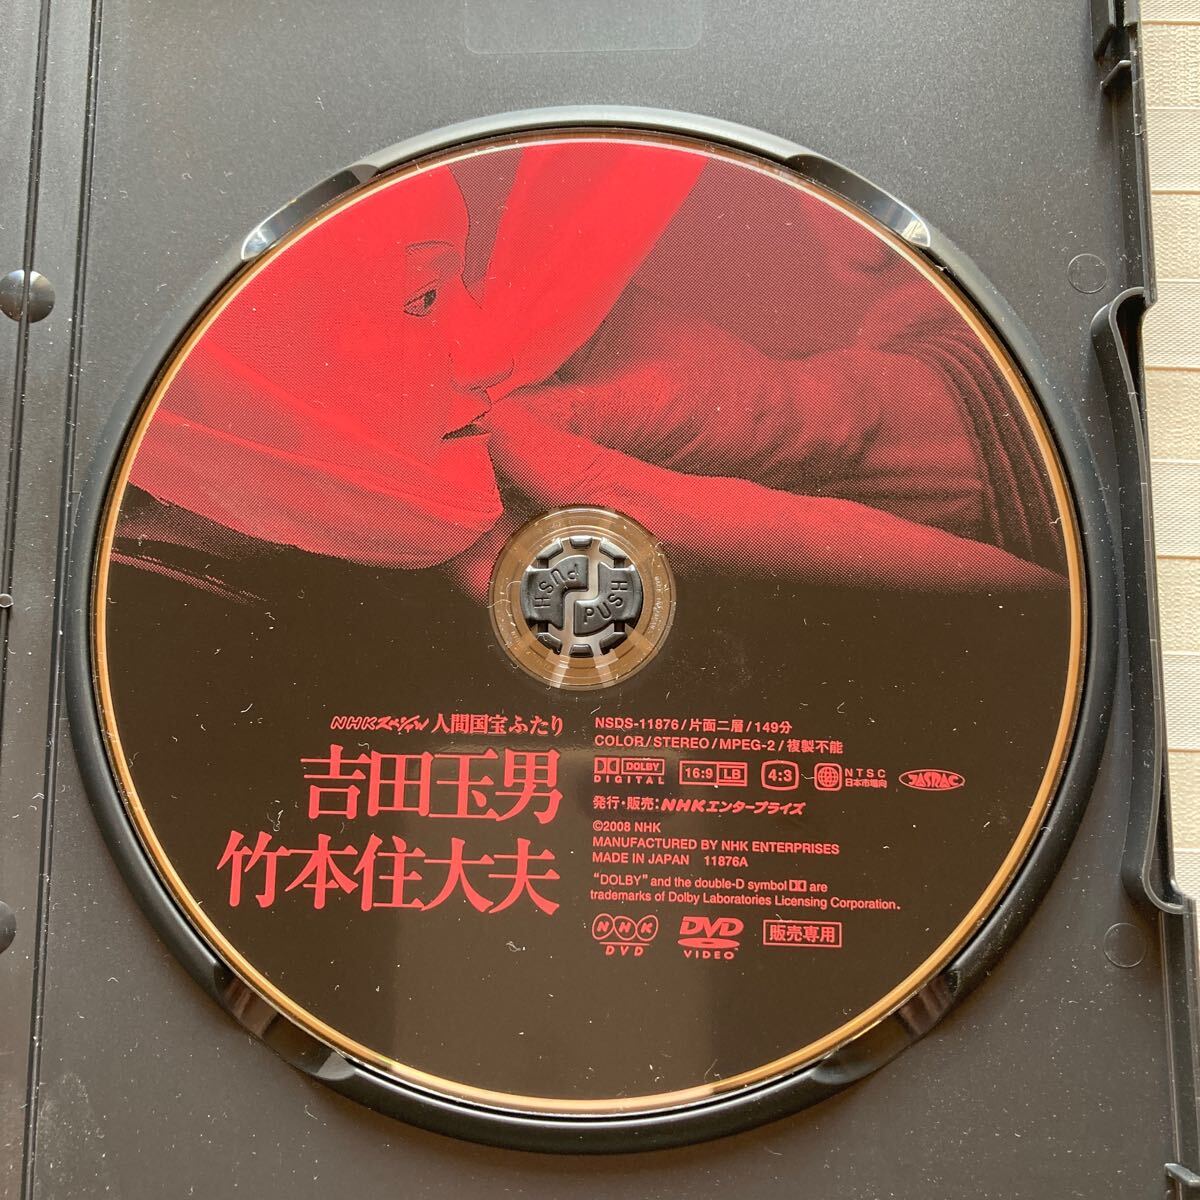 PUSH
PUSH
NHKスペシャル 人間国宝ふたり
吉田玉男
竹本住大夫
NSDS-11876/片面二層/149分
COLOR/STEREO/MPEG-2/複製不能
DOLBY
DIGITAL
16:9 LB
4:3
NTSC
日本市場向
JASRAC
発行・販売:NHKエンタープライズ
©2008 NHK
MANUFACTURED BY NHK ENTERPRISES
MADE IN JAPAN 11876A
"DOLBY" and the double-D symbol are
trademarks of Dolby Laboratories Licensing Corporation.
NHK
DVD
DVD
VIDEO
販売専用